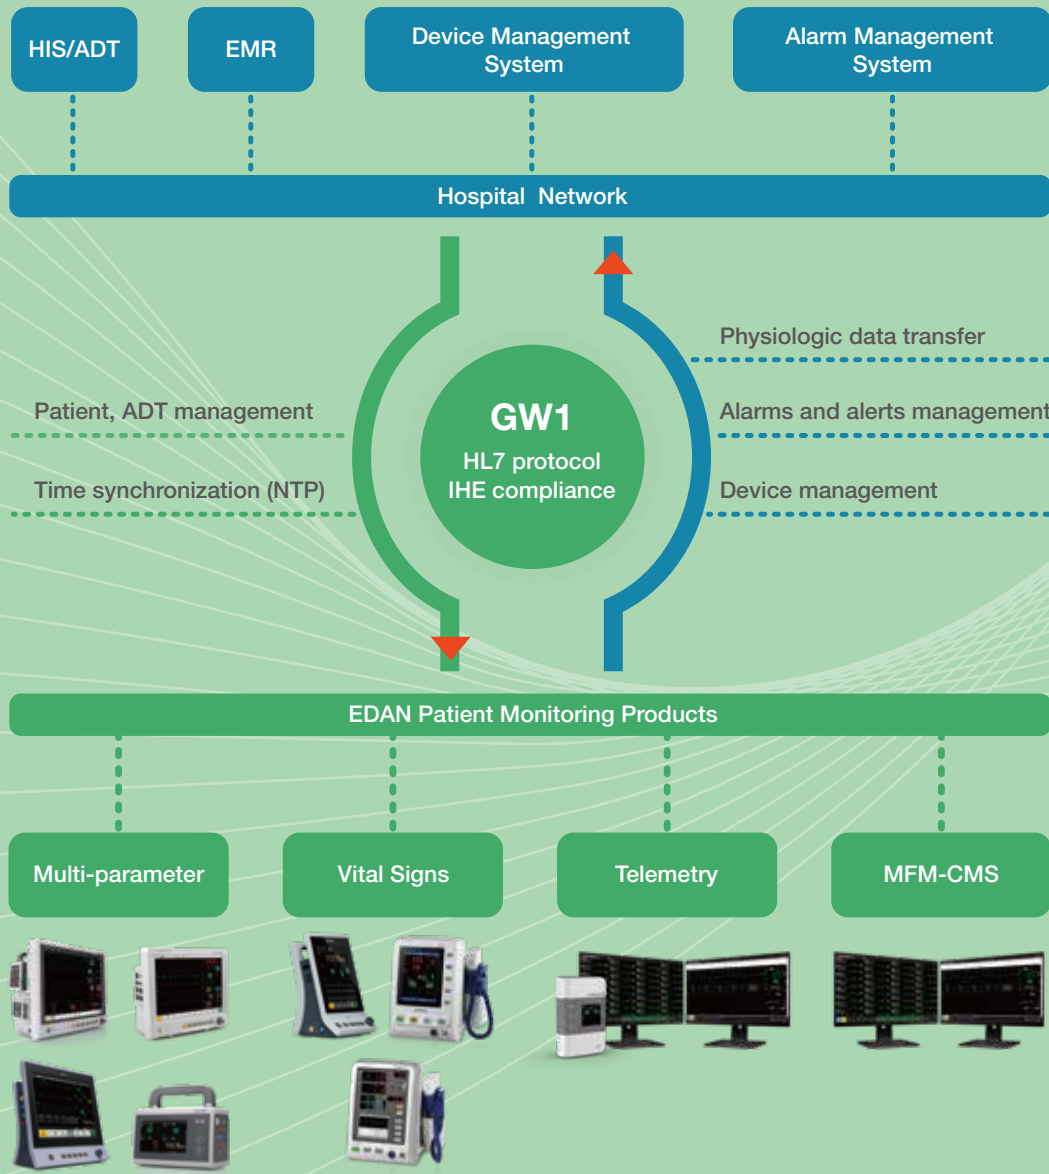 HIS/ADT
EMR
Device Management
System
Alarm Management
System
Hospital Network
Physiologic data transfer
Patient, ADT management
Alarms and alerts management
Time synchronization (NTP)
Device management
GW1
HL7 protocol
IHE compliance
EDAN Patient Monitoring Products
Multi-parameter
Vital Signs
Telemetry
MFM-CMS